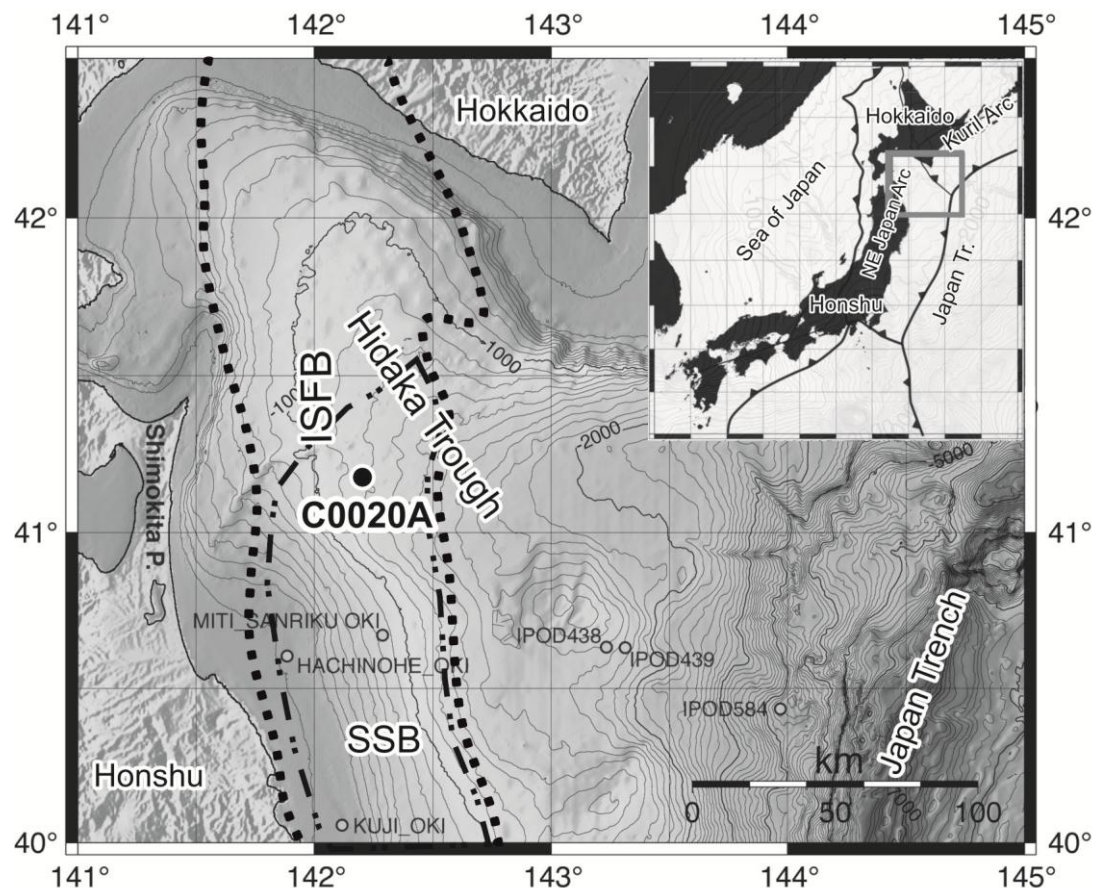 141°
142°
143°
144°
145°
Hokkaido
Hokkaido
Kuril Arc
Sea of Japan
NE Japan Arc
Japan Tr.
Honshu
42°
42°
-1000
Hidaka Trough
ISFB
-2000
-5000
Shimokita P.
C0020A
41°
41°
MITI_SANRIKU OKI
HACHINOHE_OKI
IPOD438
IPOD439
IPOD584
Japan Trench
SSB
km
0
50
100
Honshu
KUJI_OKI
40°
40°
141°
142°
143°
144°
145°